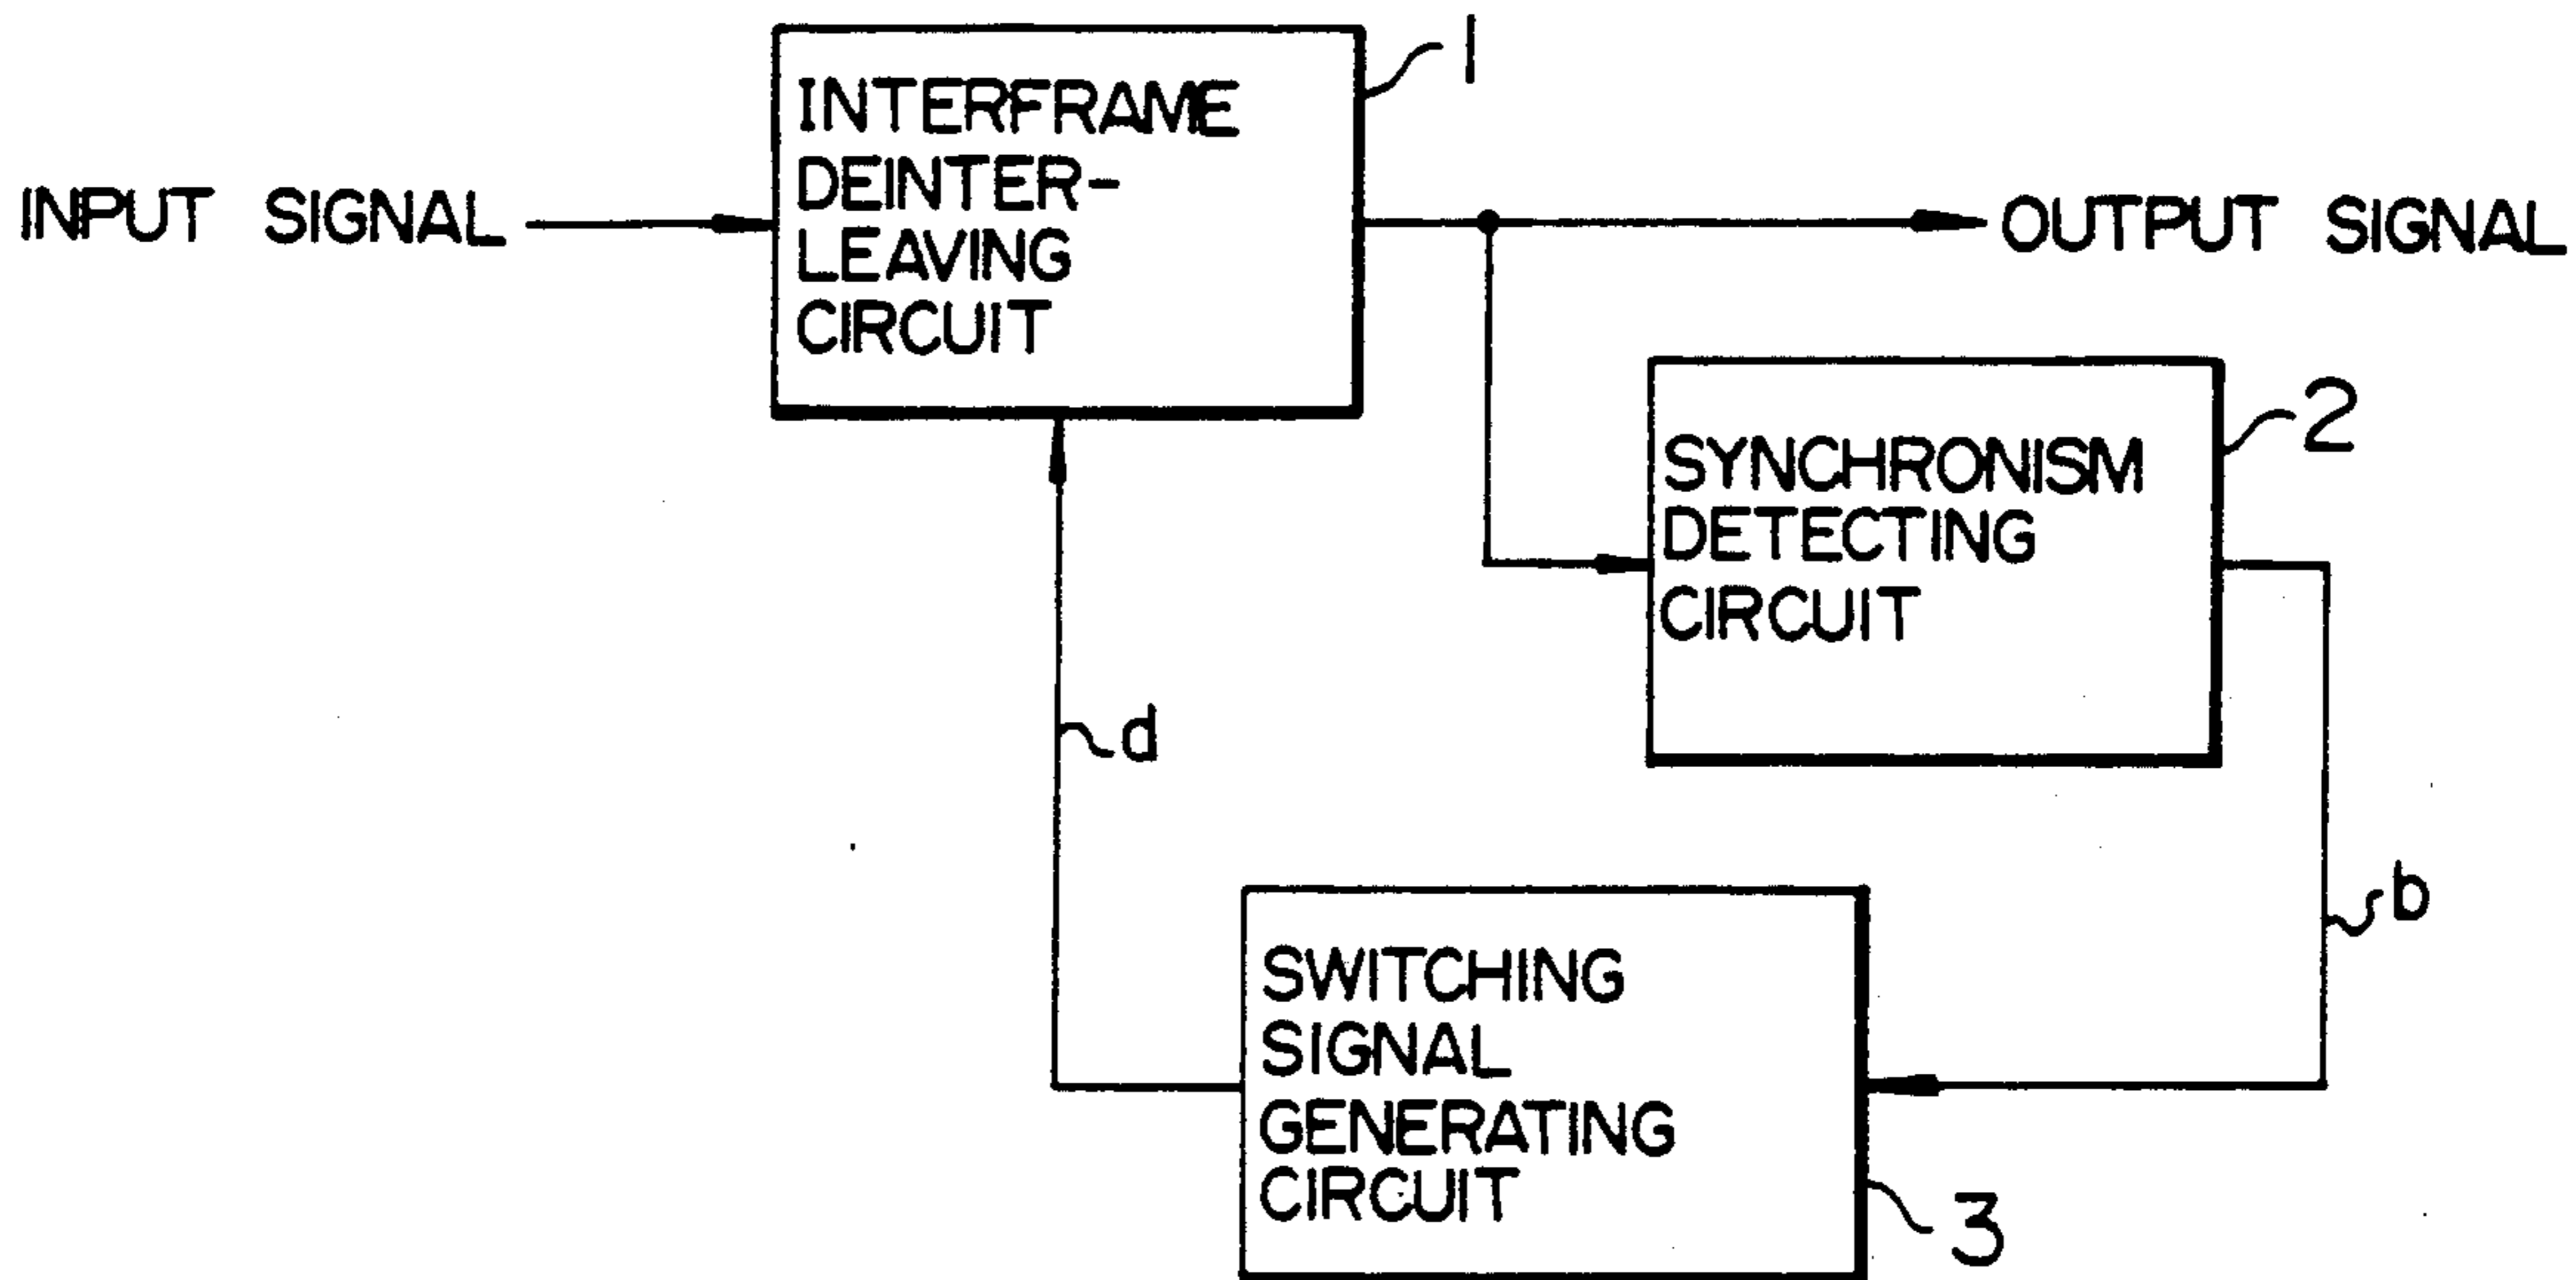 INTERFRAME
DEINTER-
LEAVING
CIRCUIT
1
INPUT SIGNAL
OUTPUT SIGNAL
SYNCHRONISM
DETECTING
CIRCUIT
2
d
b
SWITCHING
SIGNAL
GENERATING
CIRCUIT
3